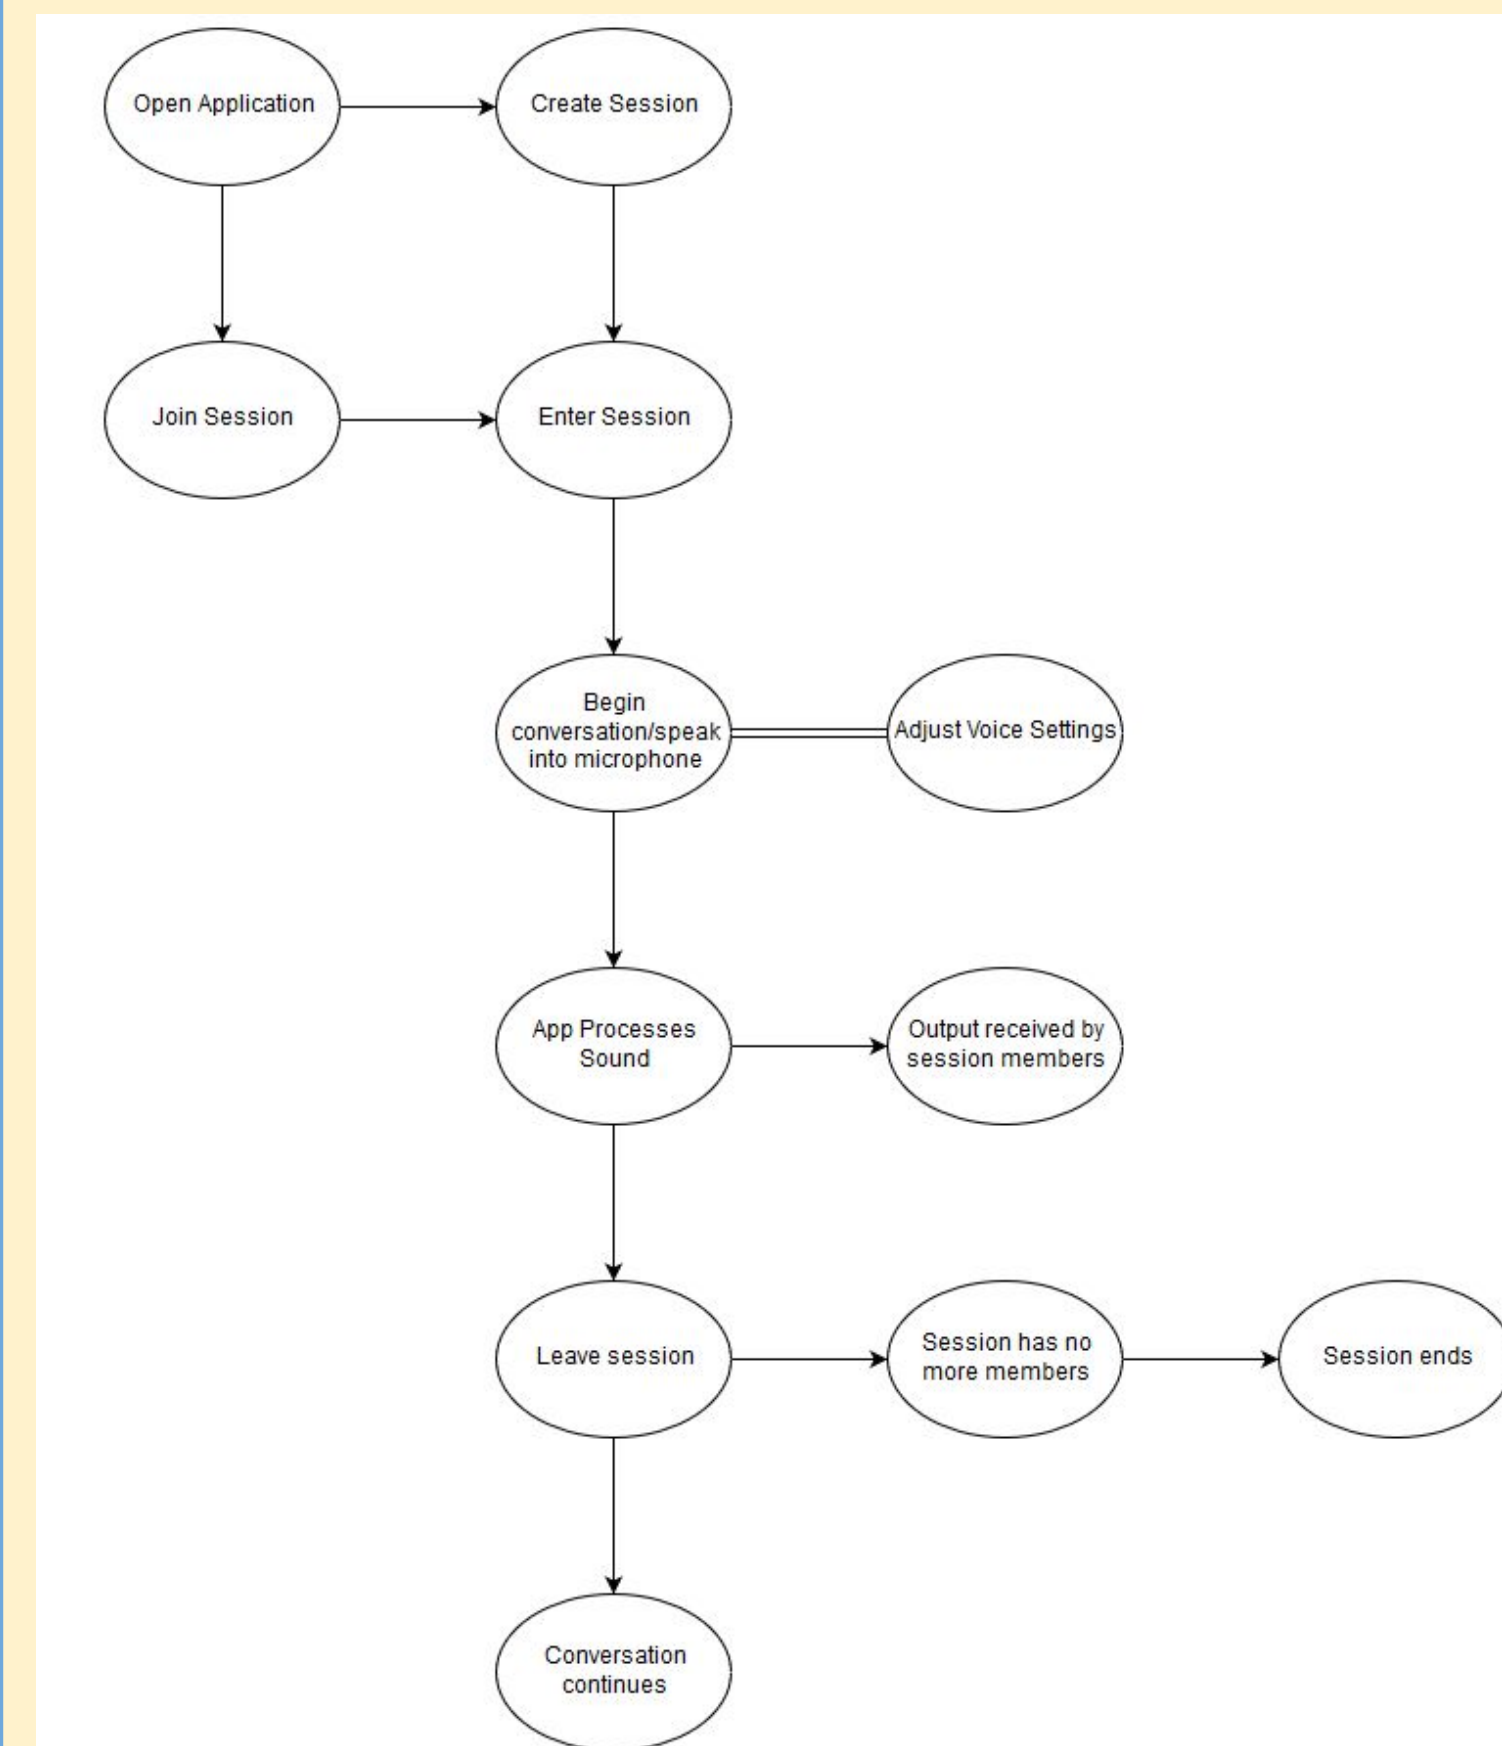 Open Application
Create Session
Join Session
Enter Session
Begin
conversation/speak
into microphone
Adjust Voice Settings
App Processes
Sound
Output received by
session members
Leave session
Session has no
more members
Session ends
Conversation
continues